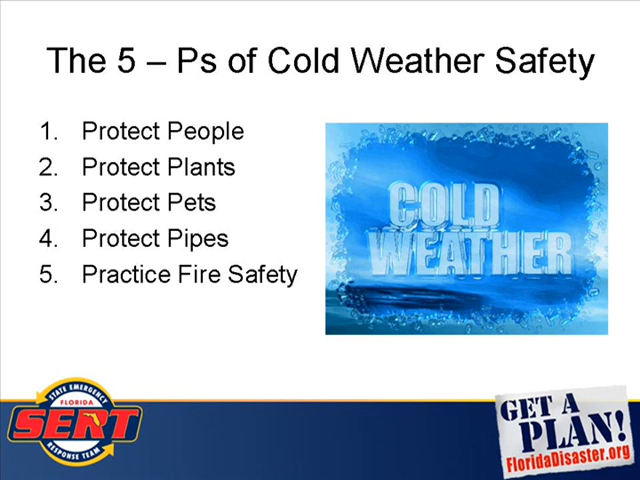 The 5 – Ps of Cold Weather Safety
1. Protect People
2. Protect Plants
3. Protect Pets
4. Protect Pipes
5. Practice Fire Safety
COLD
WEATHER
STATE EMERGENCY
FLORIDA
SERT
RESPONSE TEAM
GET A
PLAN!
FloridaDisaster.org